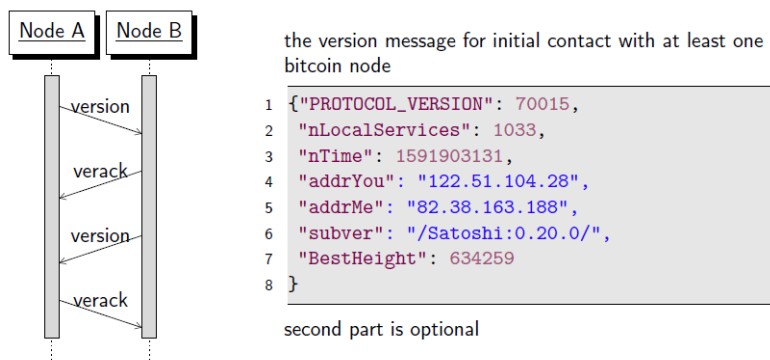 Node A Node B
version
verack
version
verack
the version message for initial contact with at least one
bitcoin node
1 {"PROTOCOL_VERSION": 70015,
2 "nLocalServices": 1033,
3 "nTime": 1591903131,
4 "addrYou": "122.51.104.28",
5 "addrMe": "82.38.163.188",
6 "subver": "/Satoshi:0.20.0/",
7 "BestHeight": 634259
8 }
second part is optional